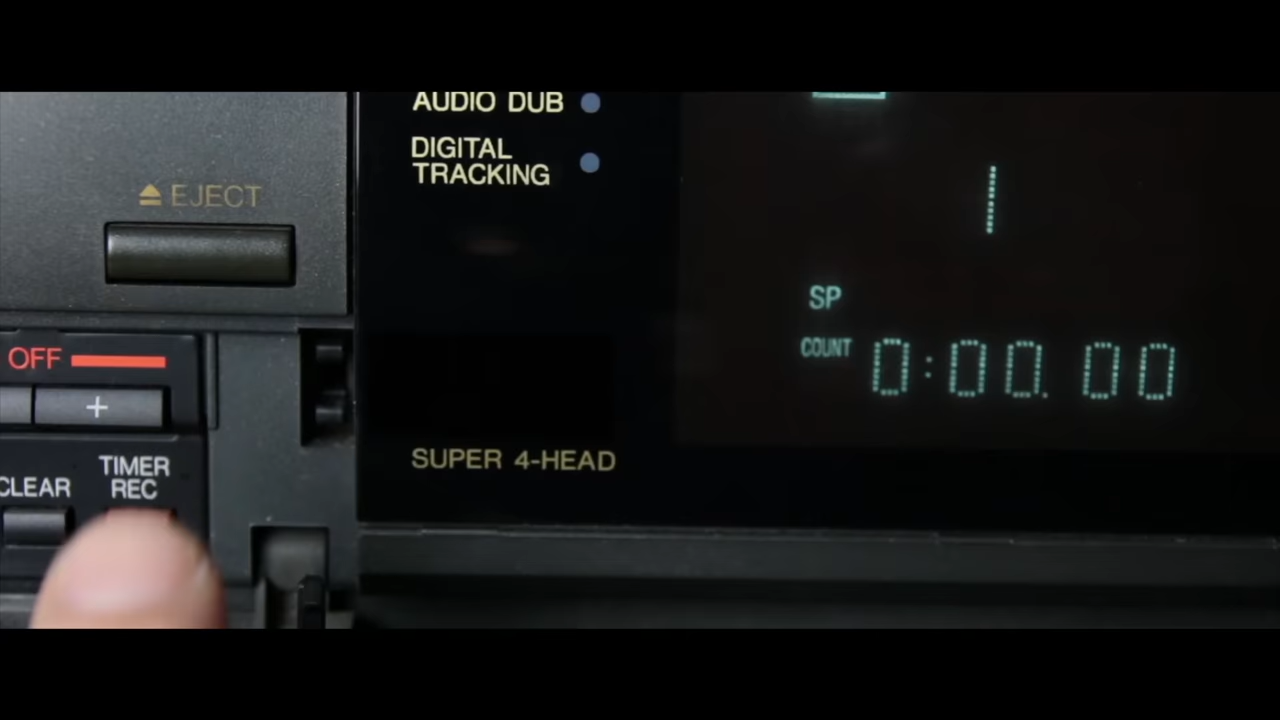 AUDIO DUB
DIGITAL
TRACKING
EJECT
SP
COUNT 0:00.00
OFF
+
SUPER 4-HEAD
TIMER
REC
CLEAR